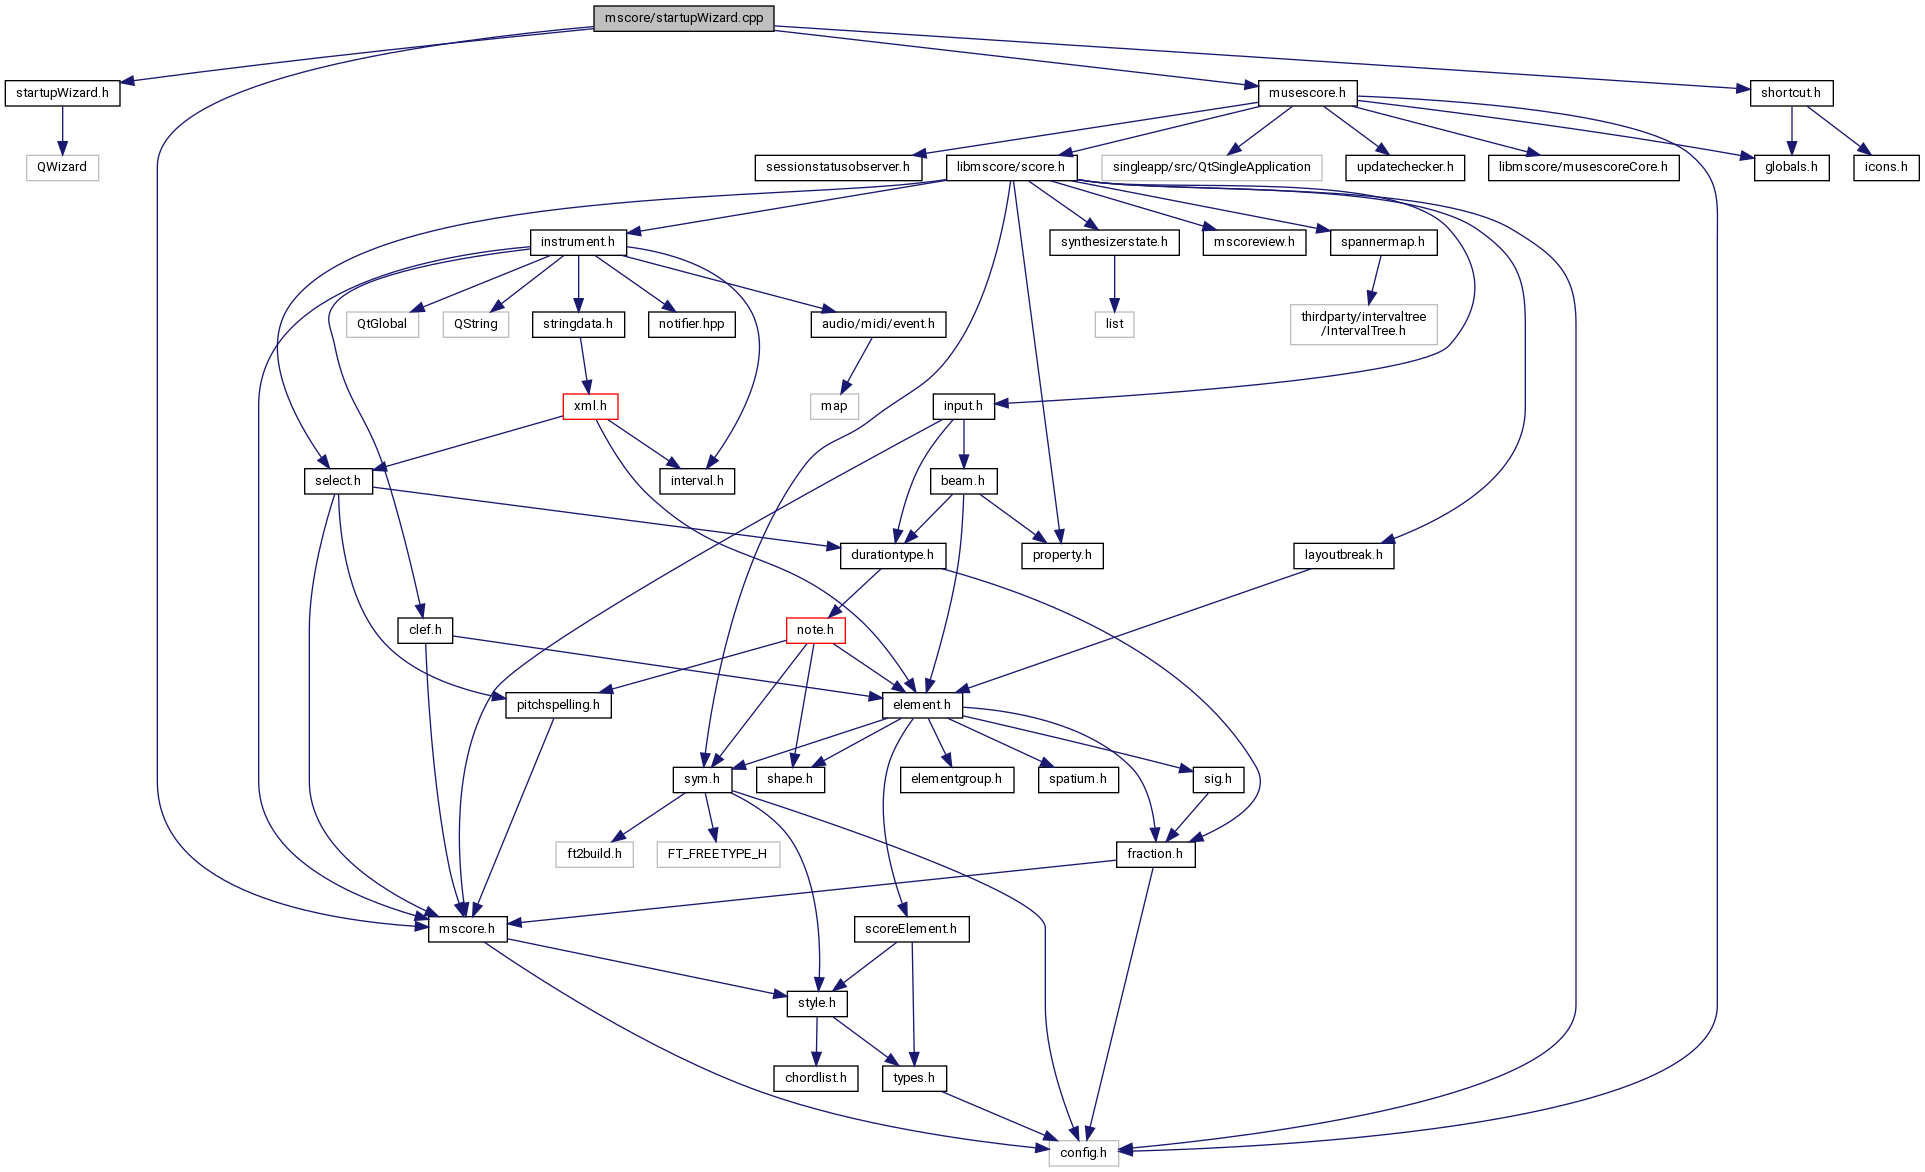 mscore/startupWizard.cpp
startupWizard.h
musescore.h
shortcut.h
QWizard
sessionstatusobserver.h
libmscore/score.h
singleapp/src/QtSingleApplication
updatechecker.h
libmscore/musescoreCore.h
globals.h
icons.h
instrument.h
synthesizerstate.h
mscoreview.h
spannermap.h
QtGlobal
QString
stringdata.h
notifier.hpp
audio/midi/event.h
list
thirdparty/intervaltree
/IntervalTree.h
xml.h
map
input.h
select.h
interval.h
beam.h
durationtype.h
property.h
layoutbreak.h
clef.h
note.h
pitchspelling.h
element.h
sym.h
shape.h
elementgroup.h
spatium.h
sig.h
ft2build.h
FT_FREETYPE_H
fraction.h
mscore.h
scoreElement.h
style.h
chordlist.h
types.h
config.h